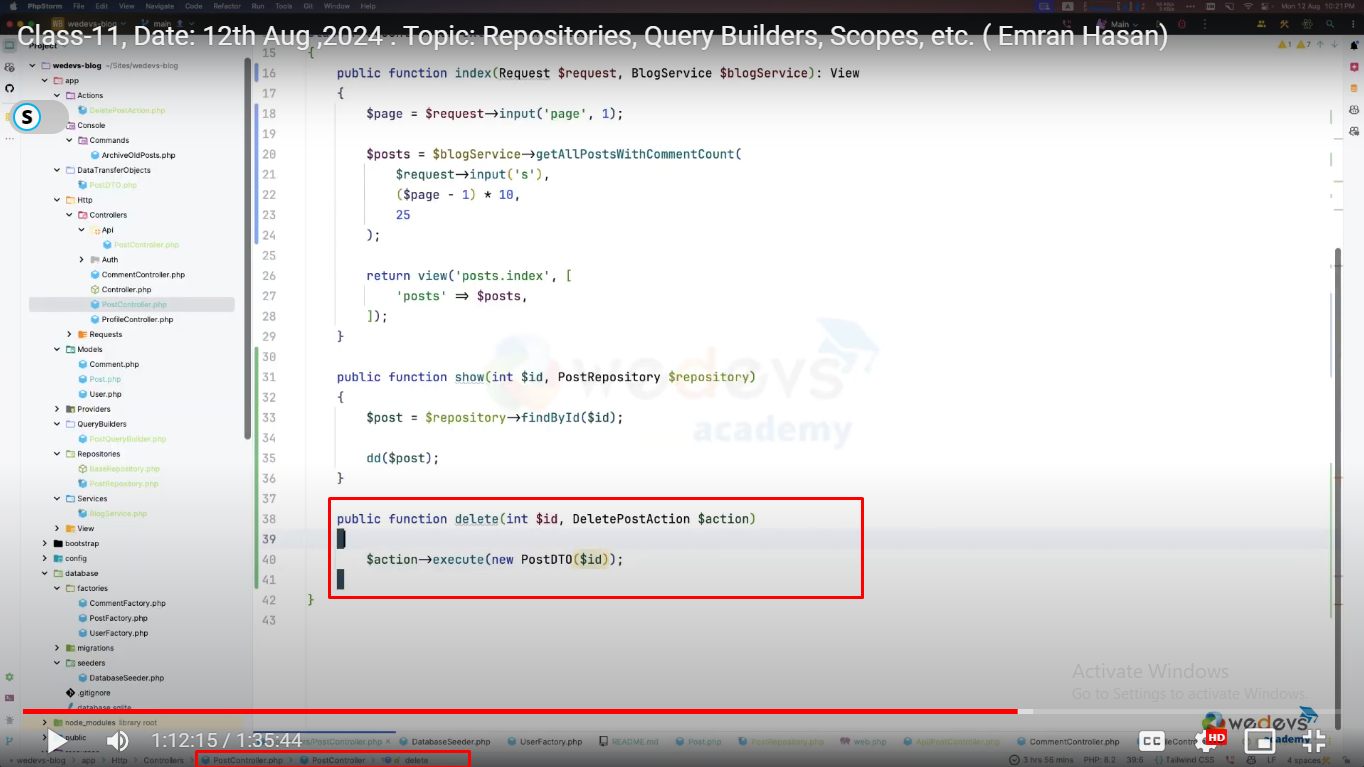 PhpStorm File Edit View Navigate Code Refactor Run Tools Git Window Help Mon 12 Aug 10:21 PM
WB wedevs-blog main Main
Class-11, Date: 12th Aug ,2024 : Topic: Repositories, Query Builders, Scopes, etc. ( Emran Hasan)
Project
wedevs-blog ~/Sites/wedevs-blog
app
Actions
DeletePostAction.php
Console
Commands
ArchiveOldPosts.php
DataTransferObjects
PostDTO.php
Http
Controllers
Api
PostController.php
Auth
CommentController.php
Controller.php
PostController.php
ProfileController.php
Requests
Models
Comment.php
Post.php
User.php
Providers
QueryBuilders
PostQueryBuilder.php
Repositories
BaseRepository.php
PostRepository.php
Services
BlogService.php
View
bootstrap
config
database
factories
CommentFactory.php
PostFactory.php
UserFactory.php
migrations
seeders
DatabaseSeeder.php
.gitignore
database.sqlite
node_modules library root
public
S
15 {
16 public function index(Request $request, BlogService $blogService): View
17 {
18 $page = $request→input('page', 1);
19
20 $posts = $blogService→getAllPostsWithCommentCount(
21 $request→input('s'),
22 ($page - 1) * 10,
23 25
24 );
25
26 return view('posts.index', [
27 'posts' ⇒ $posts,
28 ]);
29 }
30
31 public function show(int $id, PostRepository $repository)
32 {
33 $post = $repository→findById($id);
34
35 dd($post);
36 }
37
38 public function delete(int $id, DeletePostAction $action)
39 {
40 $action→execute(new PostDTO($id));
41 }
42 }
43
1 7
wedevs
academy
Activate Windows
Go to Settings to activate Windows.
wedevs
academy
1:12:15 / 1:35:44
CC
HD
PostController.php DatabaseSeeder.php UserFactory.php README.md Post.php PostRepository.php web.php Api/PostController.php CommentController.php
wedevs-blog app Http Controllers PostController.php PostController delete 3 hrs 56 mins PHP: 8.2 39:6 Tailwind CSS LF 4 spaces